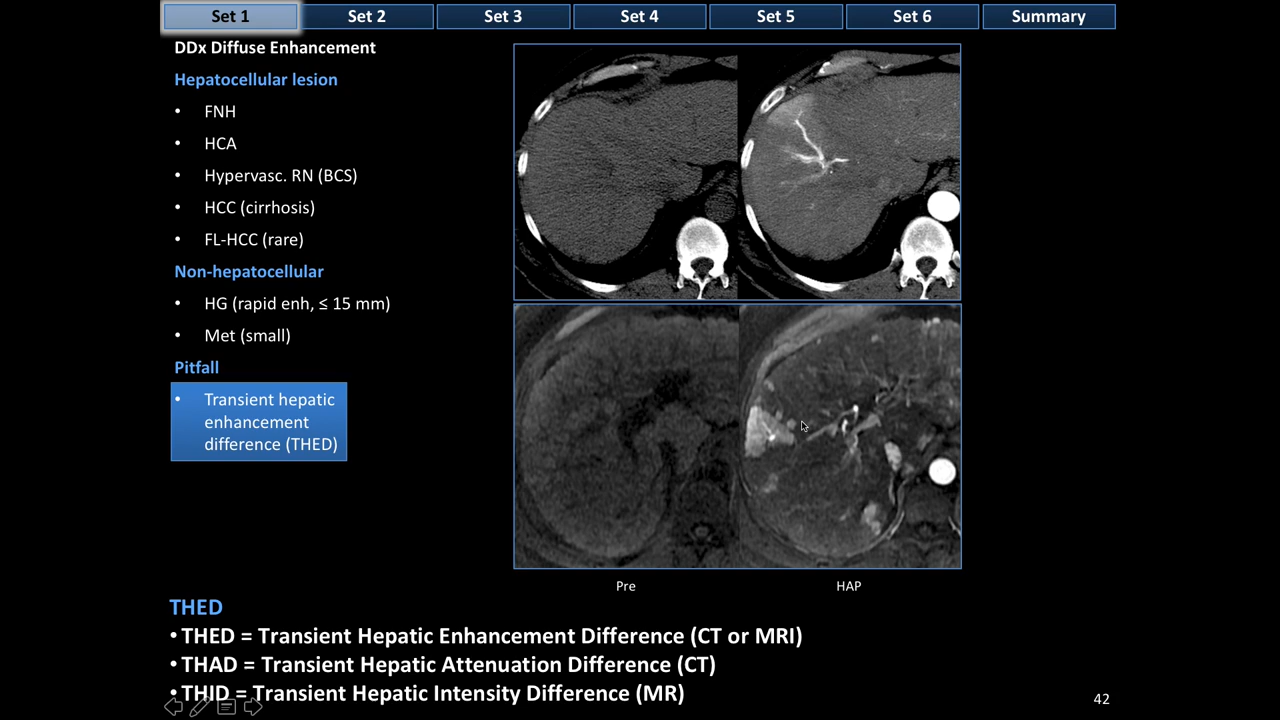 Set 1
Set 2
Set 3
Set 4
Set 5
Set 6
Summary
DDx Diffuse Enhancement
Hepatocellular lesion
• FNH
• HCA
• Hypervasc. RN (BCS)
• HCC (cirrhosis)
• FL-HCC (rare)
Non-hepatocellular
• HG (rapid enh, ≤ 15 mm)
• Met (small)
Pitfall
• Transient hepatic
enhancement
difference (THED)
Pre
HAP
THED
• THED = Transient Hepatic Enhancement Difference (CT or MRI)
• THAD = Transient Hepatic Attenuation Difference (CT)
• THID = Transient Hepatic Intensity Difference (MR)
42